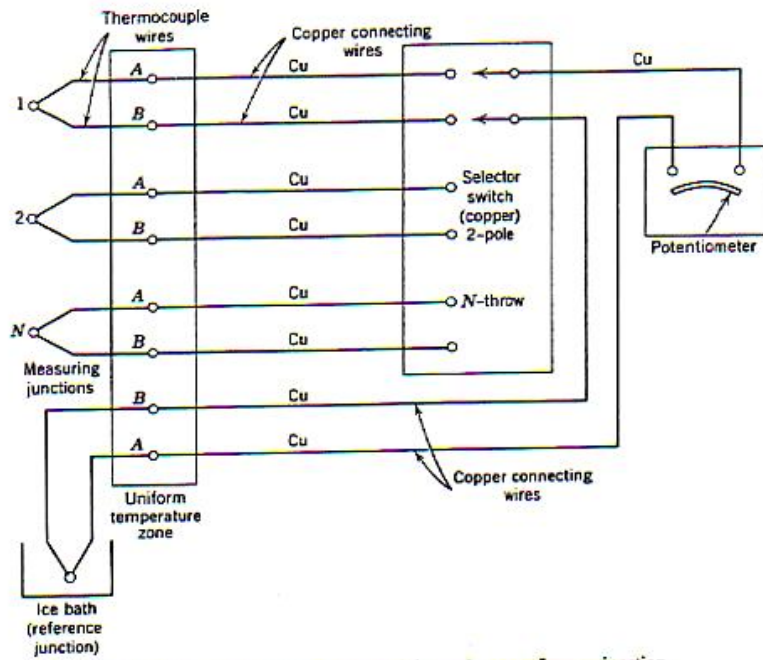 Thermocouple
wires
Copper connecting
wires
A
Cu
Cu
1
B
Cu
A
Cu
2
B
Cu
Selector
switch
(copper)
2-pole
Potentiometer
A
Cu
N-throw
N
B
Cu
Measuring
junctions
B
Cu
A
Cu
Copper connecting
wires
Uniform
temperature
zone
Ice bath
(reference
junction)